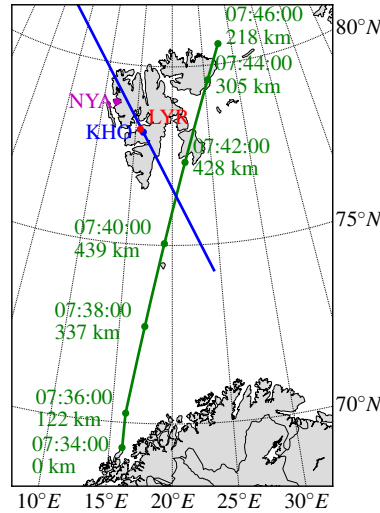 07:46:00
218 km
80°N
07:44:00
305 km
NYA
LYR
KHO
07:42:00
428 km
07:40:00
439 km
75°N
07:38:00
337 km
07:36:00
122 km
70°N
07:34:00
0 km
10°E 15°E 20°E 25°E 30°E